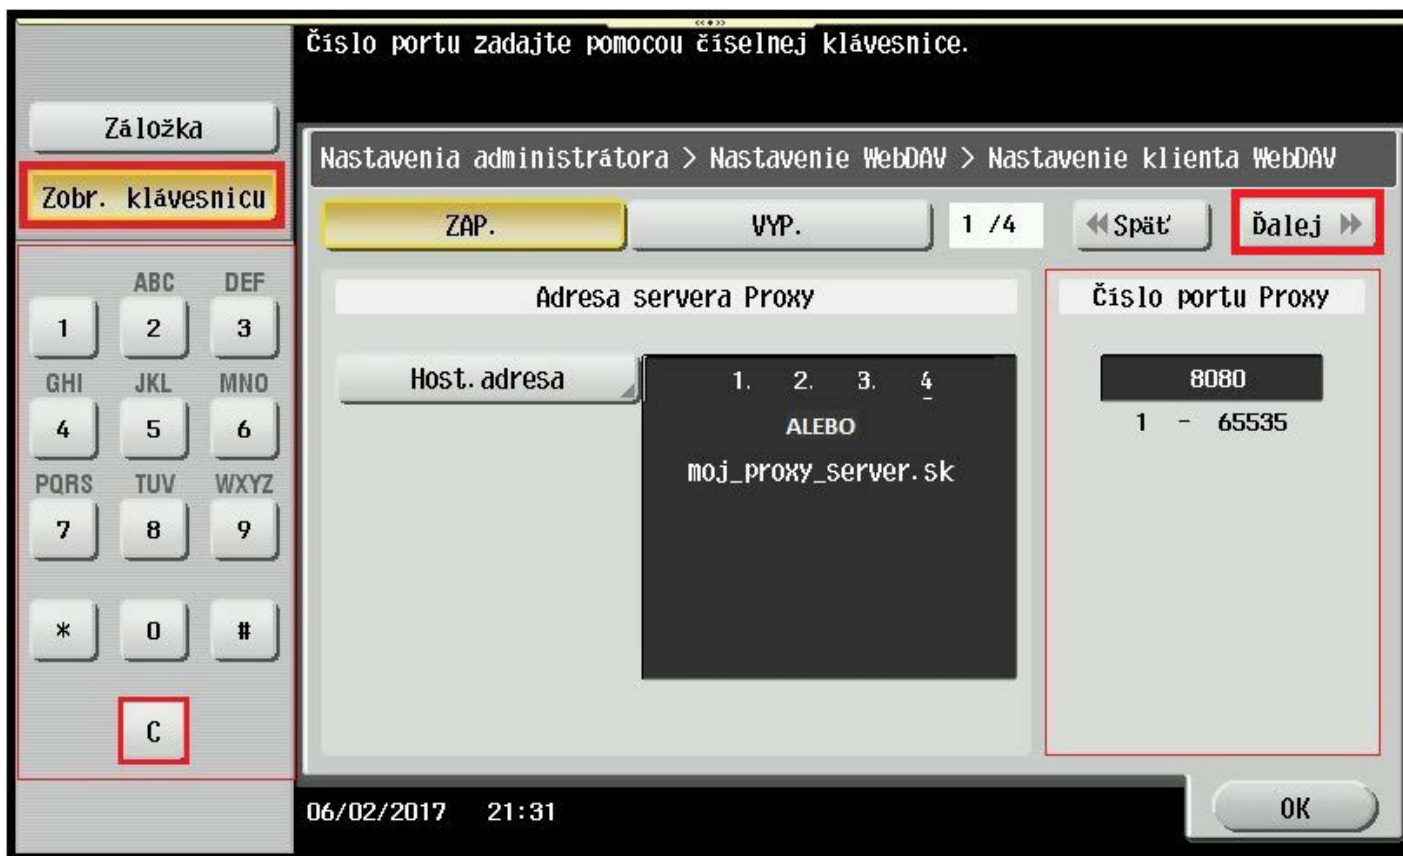 Číslo portu zadajte pomocou číselnej klávesnice.
Záložka
Zobr. klávesnicu
Nastavenia administrátora > Nastavenie WebDAV > Nastavenie klienta WebDAV
ZAP.
VYP.
1 /4
Späť
Ďalej
ABC DEF
1 2 3
GHI JKL MNO
4 5 6
PQRS TUV WXYZ
7 8 9
* 0 #
C
Adresa servera Proxy
Host.adresa
1. 2. 3. 4
ALEBO
moj_proxy_server.sk
Číslo portu Proxy
8080
1 - 65535
06/02/2017 21:31
OK